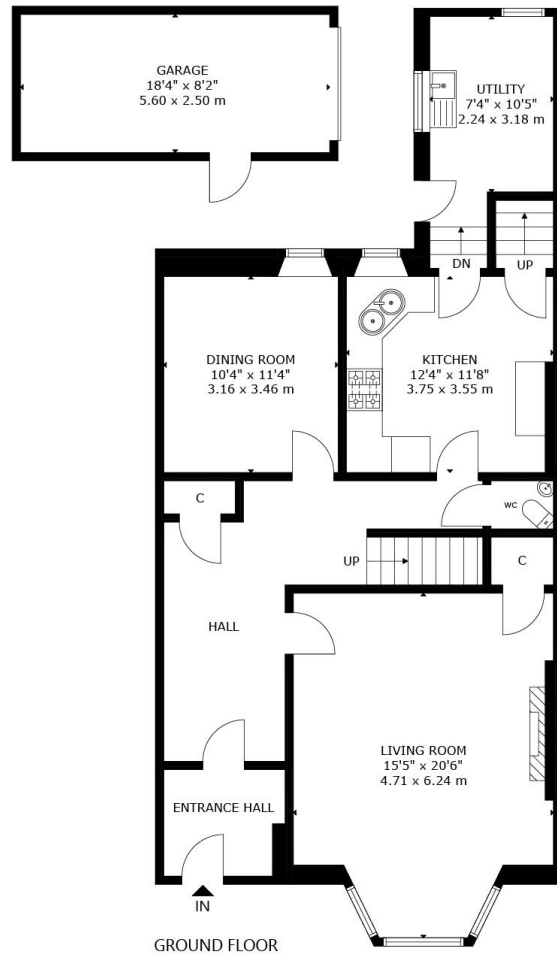 GARAGE
18'4" x 8'2"
5.60 x 2.50 m
UTILITY
7'4" x 10'5"
2.24 x 3.18 m
DN
UP
DINING ROOM
10'4" x 11'4"
3.16 x 3.46 m
KITCHEN
12'4" x 11'8"
3.75 x 3.55 m
C
WC
UP
C
HALL
LIVING ROOM
15'5" x 20'6"
4.71 x 6.24 m
ENTRANCE HALL
IN
GROUND FLOOR